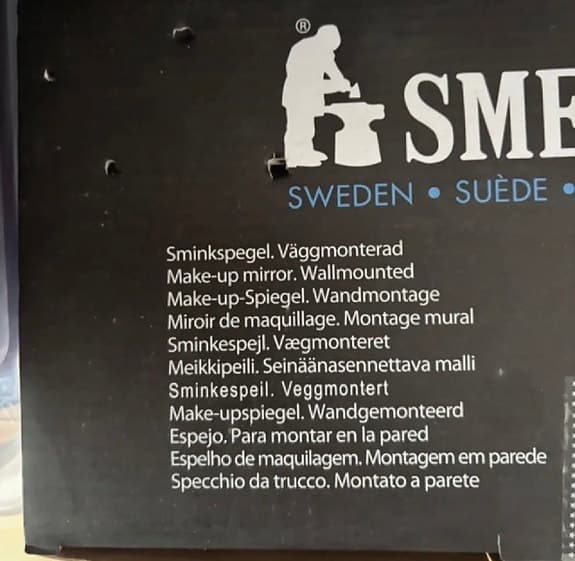 ®
SME
SWEDEN • SUÈDE •
Sminkspegel. Väggmonterad
Make-up mirror. Wallmounted
Make-up-Spiegel. Wandmontage
Miroir de maquillage. Montage mural
Sminkespejl. Vægmonteret
Meikkipeili. Seinäänasennettava malli
Sminkespeil. Veggmontert
Make-upspiegel. Wandgemonteerd
Espejo. Para montar en la pared
Espelho de maquilagem. Montagem em parede
Specchio da trucco. Montato a parete